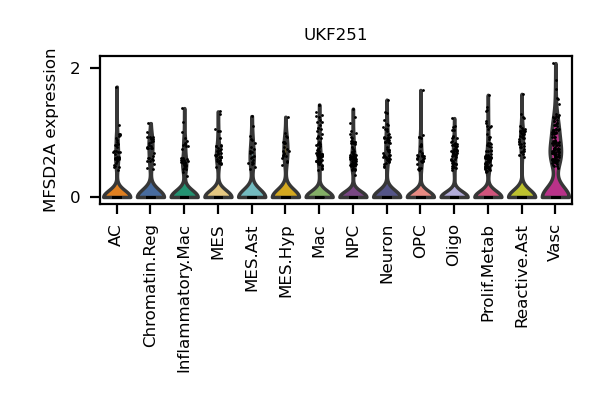 UKF251
MFSD2A expression
2
0
AC
Chromatin.Reg
Inflammatory.Mac
MES
MES.Ast
MES.Hyp
Mac
NPC
Neuron
OPC
Oligo
Prolif.Metab
Reactive.Ast
Vasc